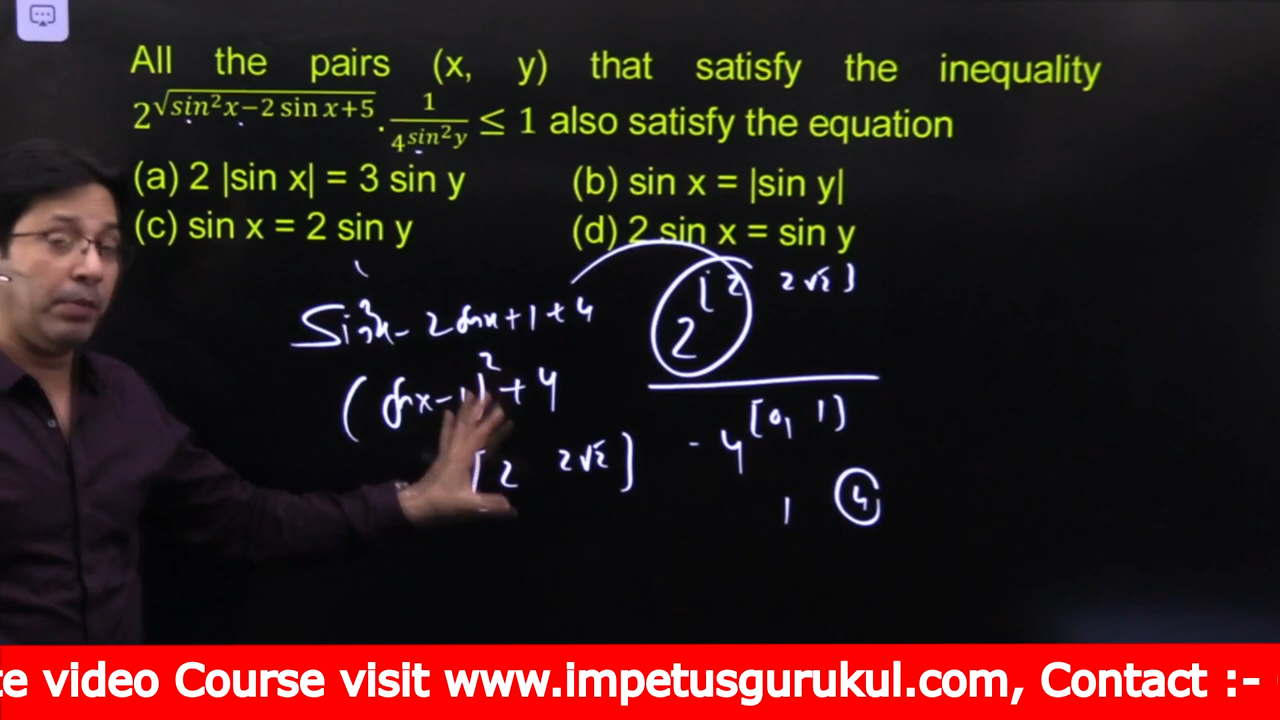 All the pairs (x, y) that satisfy the inequality
2^√(sin²x−2 sin x+5) . 1/4^(sin²y) ≤ 1 also satisfy the equation
(a) 2 |sin x| = 3 sin y
(b) sin x = |sin y|
(c) sin x = 2 sin y
(d) 2 sin x = sin y
Sin²x - 2 sinx + 1 + 4
(sinx - 1)² + 4
[2 2√2]
2^[2 2√2]
4^[0, 1]
1 4
te video Course visit www.impetusgurukul.com, Contact :-